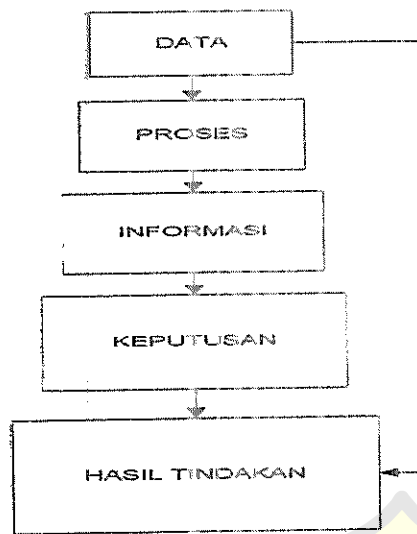 DATA
PROSES
INFORMASI
KEPUTUSAN
HASIL TINDAKAN